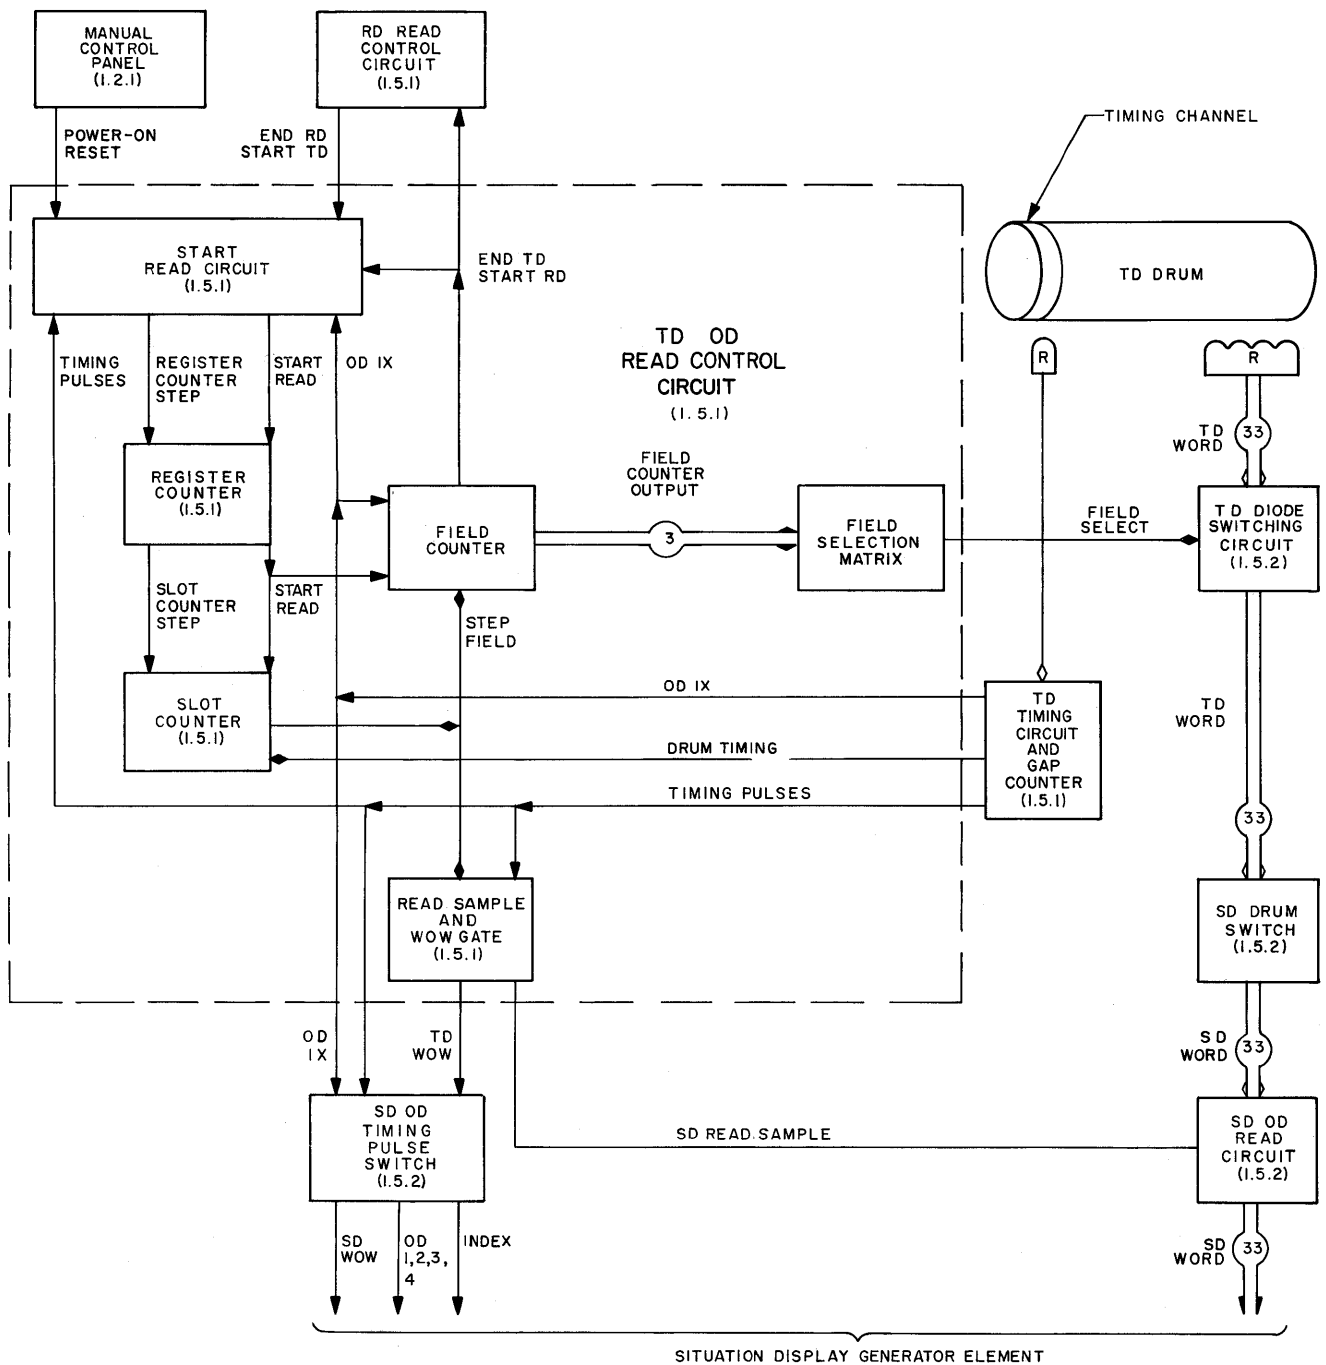 MANUAL
CONTROL
PANEL
(1.2.1)
RD READ
CONTROL
CIRCUIT
(1.5.1)
POWER-ON
RESET
END RD
START TD
TIMING CHANNEL
START
READ CIRCUIT
(1.5.1)
END TD
START RD
TD DRUM
TIMING
PULSES
REGISTER
COUNTER
STEP
START
READ
OD IX
TD OD
READ CONTROL
CIRCUIT
(1.5.1)
R
R
TD
WORD
33
REGISTER
COUNTER
(1.5.1)
FIELD
COUNTER
FIELD
COUNTER
OUTPUT
3
FIELD
SELECTION
MATRIX
FIELD
SELECT
TD DIODE
SWITCHING
CIRCUIT
(1.5.2)
SLOT
COUNTER
STEP
START
READ
STEP
FIELD
SLOT
COUNTER
(1.5.1)
OD IX
DRUM TIMING
TIMING PULSES
TD
TIMING
CIRCUIT
AND
GAP
COUNTER
(1.5.1)
TD
WORD
33
READ SAMPLE
AND
WOW GATE
(1.5.1)
SD DRUM
SWITCH
(1.5.2)
OD
IX
TD
WOW
SD
WORD
33
SD OD
TIMING
PULSE
SWITCH
(1.5.2)
SD READ SAMPLE
SD OD
READ
CIRCUIT
(1.5.2)
SD
WOW
OD
1,2,3,
4
INDEX
SD
WORD
33
SITUATION DISPLAY GENERATOR ELEMENT